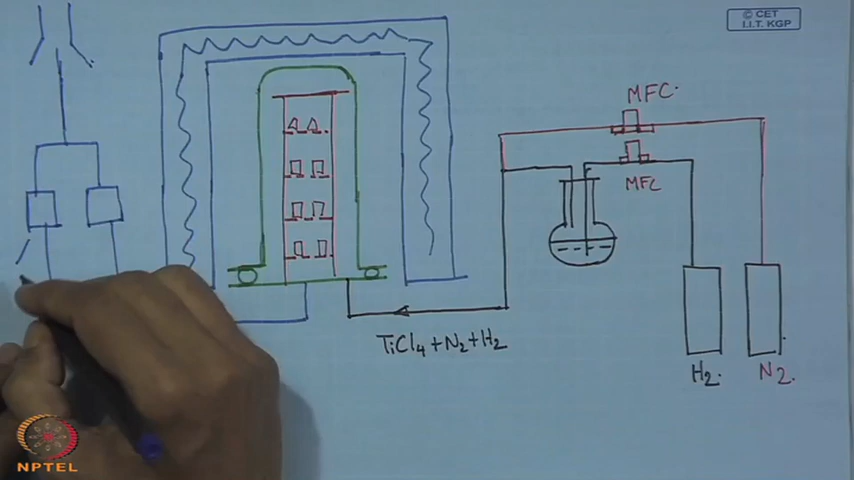 © CET
I.I.T. KGP
MFC.
MFC
TiCl4+N2+H2
H2.
N2.
NPTEL